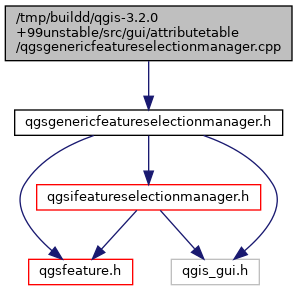 /tmp/buildd/qgis-3.2.0
+99unstable/src/gui/attributetable
/qgsgenericfeatureselectionmanager.cpp
qgsgenericfeatureselectionmanager.h
qgsifeatureselectionmanager.h
qgsfeature.h
qgis_gui.h